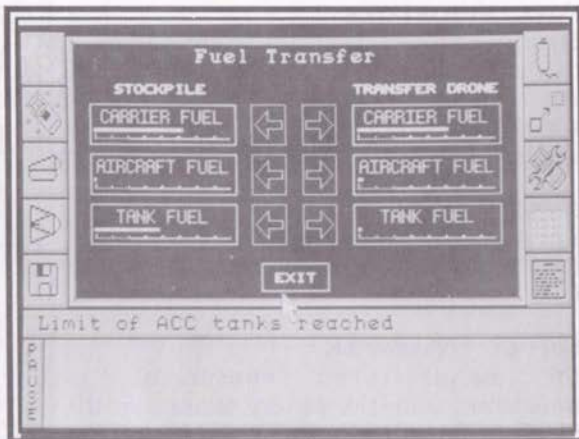 Fuel Transfer
STOCKPILE TRANSFER DRONE
CARRIER FUEL CARRIER FUEL
AIRCRAFT FUEL AIRCRAFT FUEL
TANK FUEL TANK FUEL
EXIT
Limit of ACC tanks reached
PAUSE